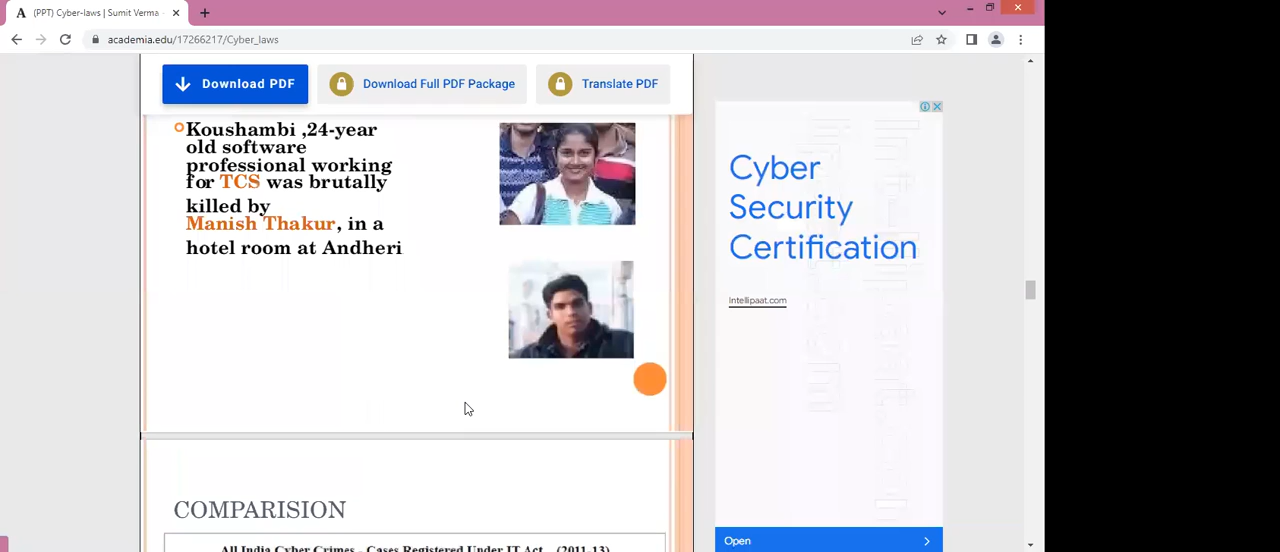 (PPT) Cyber-laws | Sumit Verma
academia.edu/17266217/Cyber_laws
Download PDF
Download Full PDF Package
Translate PDF
Koushambi ,24-year
old software
professional working
for TCS was brutally
killed by
Manish Thakur, in a
hotel room at Andheri
COMPARISION
All India Cyber Crimes - Cases Registered Under IT Act (2011-13)
Cyber
Security
Certification
Intellipaat.com
Open